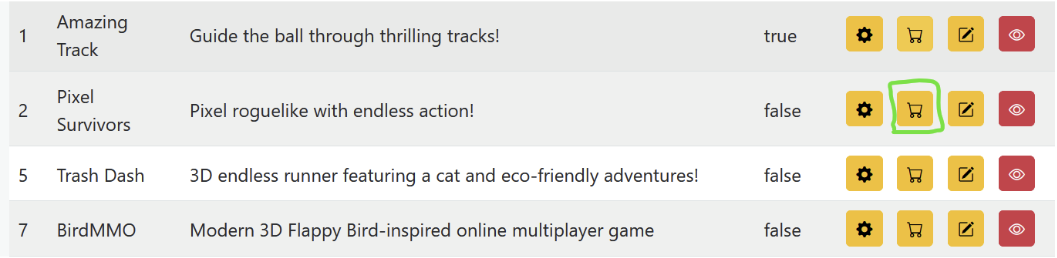 Amazing
1 Track Guide the ball through thrilling tracks! true
Pixel
2 Survivors Pixel roguelike with endless action! false
5 Trash Dash 3D endless runner featuring a cat and eco-friendly adventures! false
7 BirdMMO Modern 3D Flappy Bird-inspired online multiplayer game false